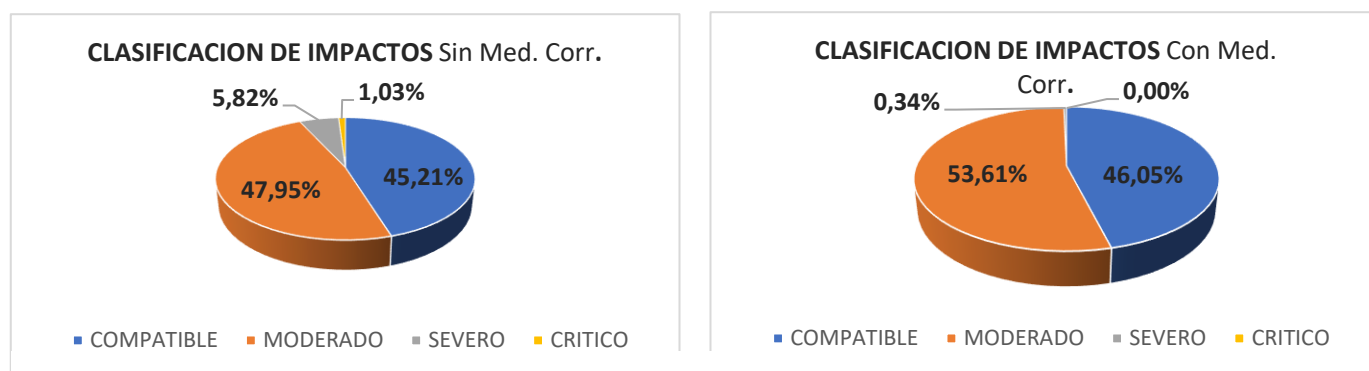 CLASIFICACION DE IMPACTOS Sin Med. Corr.
5,82%
1,03%
47,95%
45,21%
COMPATIBLE MODERADO SEVERO CRITICO
CLASIFICACION DE IMPACTOS Con Med.
Corr.
0,34%
0,00%
53,61%
46,05%
COMPATIBLE MODERADO SEVERO CRITICO